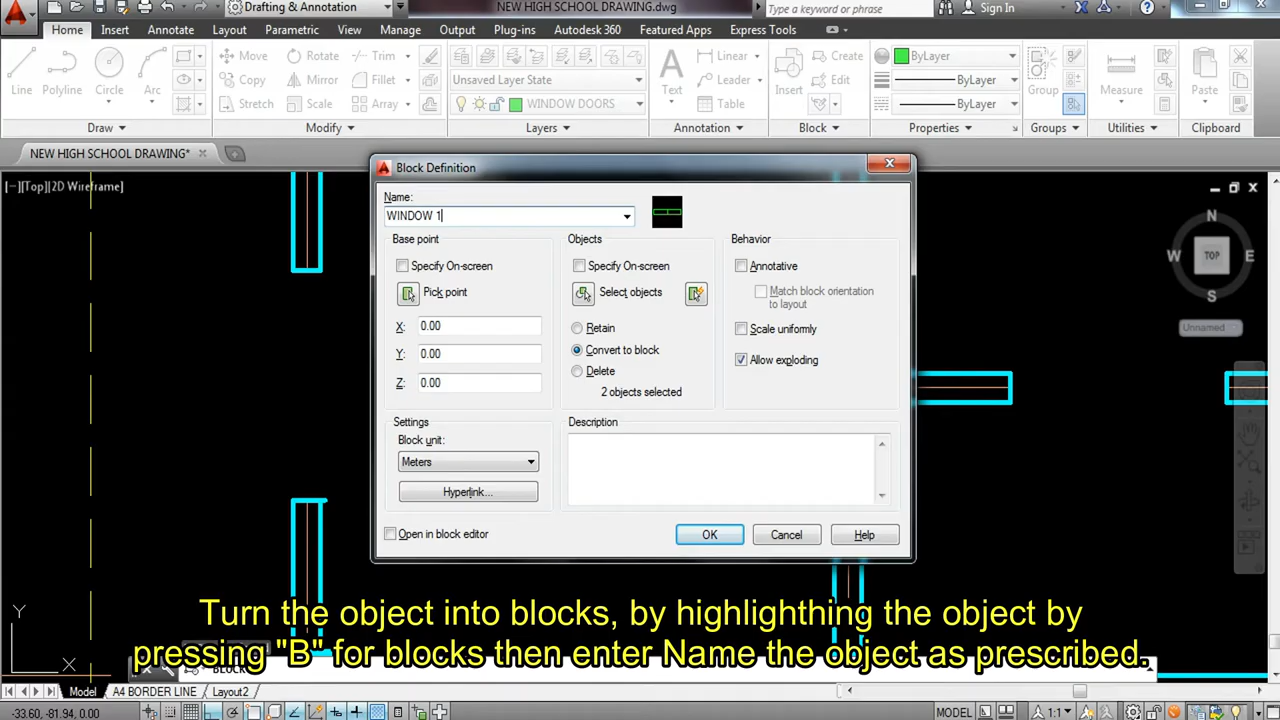 Drafting & Annotation
NEW HIGH SCHOOL DRAWING.dwg
Type a keyword or phrase
Sign In
Home Insert Annotate Layout Parametric View Manage Output Plug-ins Autodesk 360 Featured Apps Express Tools
Move Rotate Trim Linear Create ByLayer
Line Polyline Circle Arc Copy Mirror Fillet Unsaved Layer State Text Leader Insert Edit ByLayer Group Measure Paste
Stretch Scale Array WINDOW DOORS Table ByLayer
Draw Modify Layers Annotation Block Properties Groups Utilities Clipboard
NEW HIGH SCHOOL DRAWING*
[−][Top][2D Wireframe]
Block Definition
Name:
WINDOW 1
Base point
Specify On-screen
Pick point
X: 0.00
Y: 0.00
Z: 0.00
Objects
Specify On-screen
Select objects
Retain
Convert to block
Delete
2 objects selected
Behavior
Annotative
Match block orientation
to layout
Scale uniformly
Allow exploding
Settings
Block unit:
Meters
Hyperlink...
Description
Open in block editor
OK Cancel Help
N
W TOP E
S
Unnamed
Y
X
Turn the object into blocks, by highlighthing the object by
pressing "B" for blocks then enter Name the object as prescribed.
Model A4 BORDER LINE Layout2
-33.60, -81.94, 0.00
MODEL 1:1